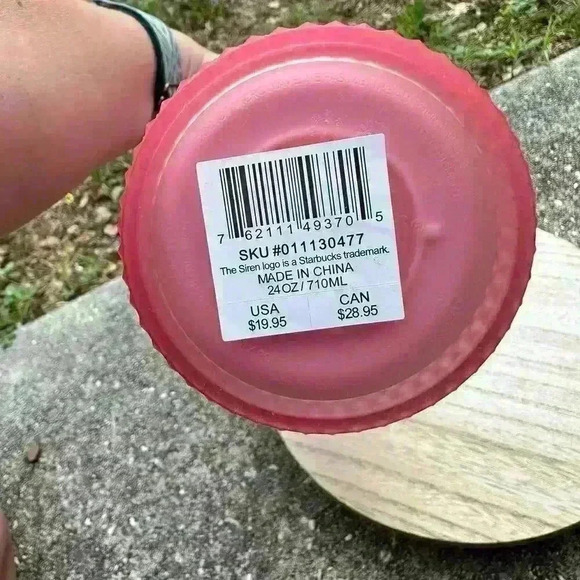 7 62111 49370 5
SKU #011130477
The Siren logo is a Starbucks trademark.
MADE IN CHINA
24OZ/710ML
USA CAN
$19.95 $28.95